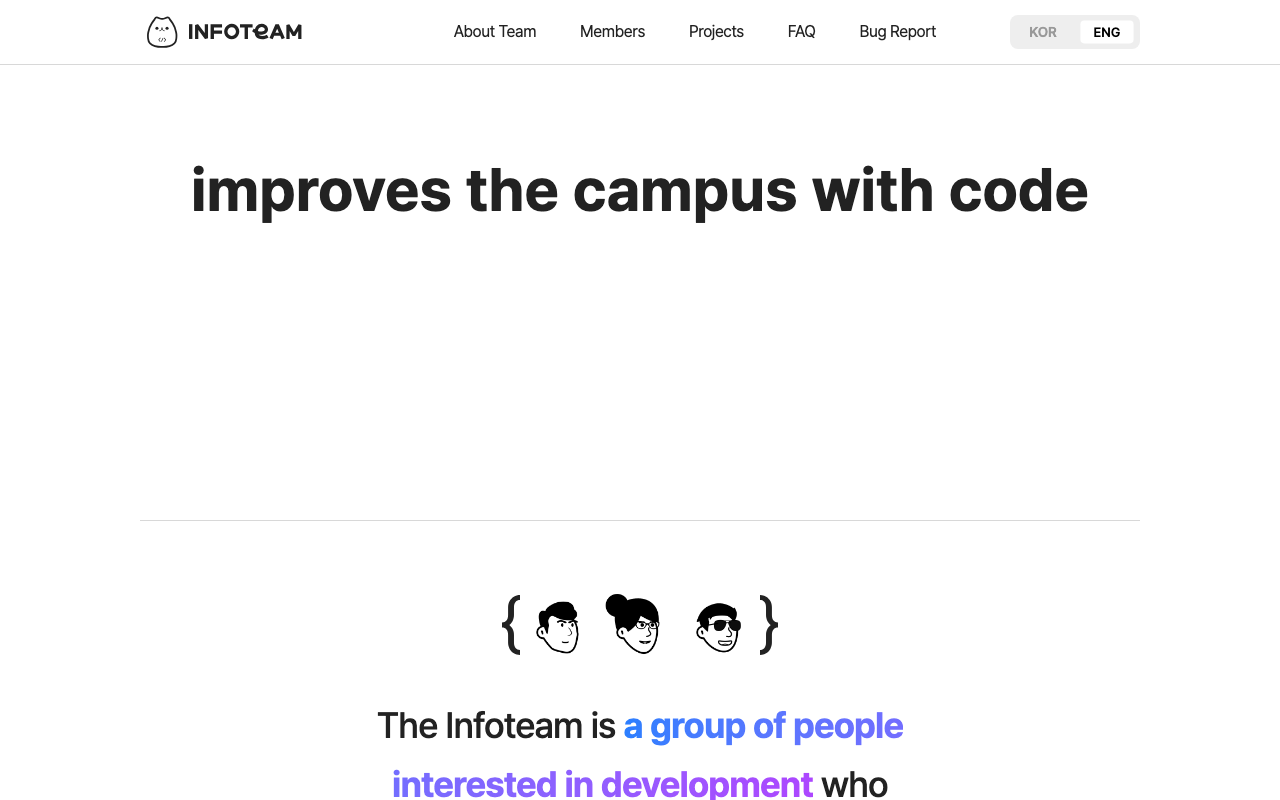 INFOTEAM
About Team
Members
Projects
FAQ
Bug Report
KOR
ENG
improves the campus with code
{ }
The Infoteam is a group of people
interested in development who